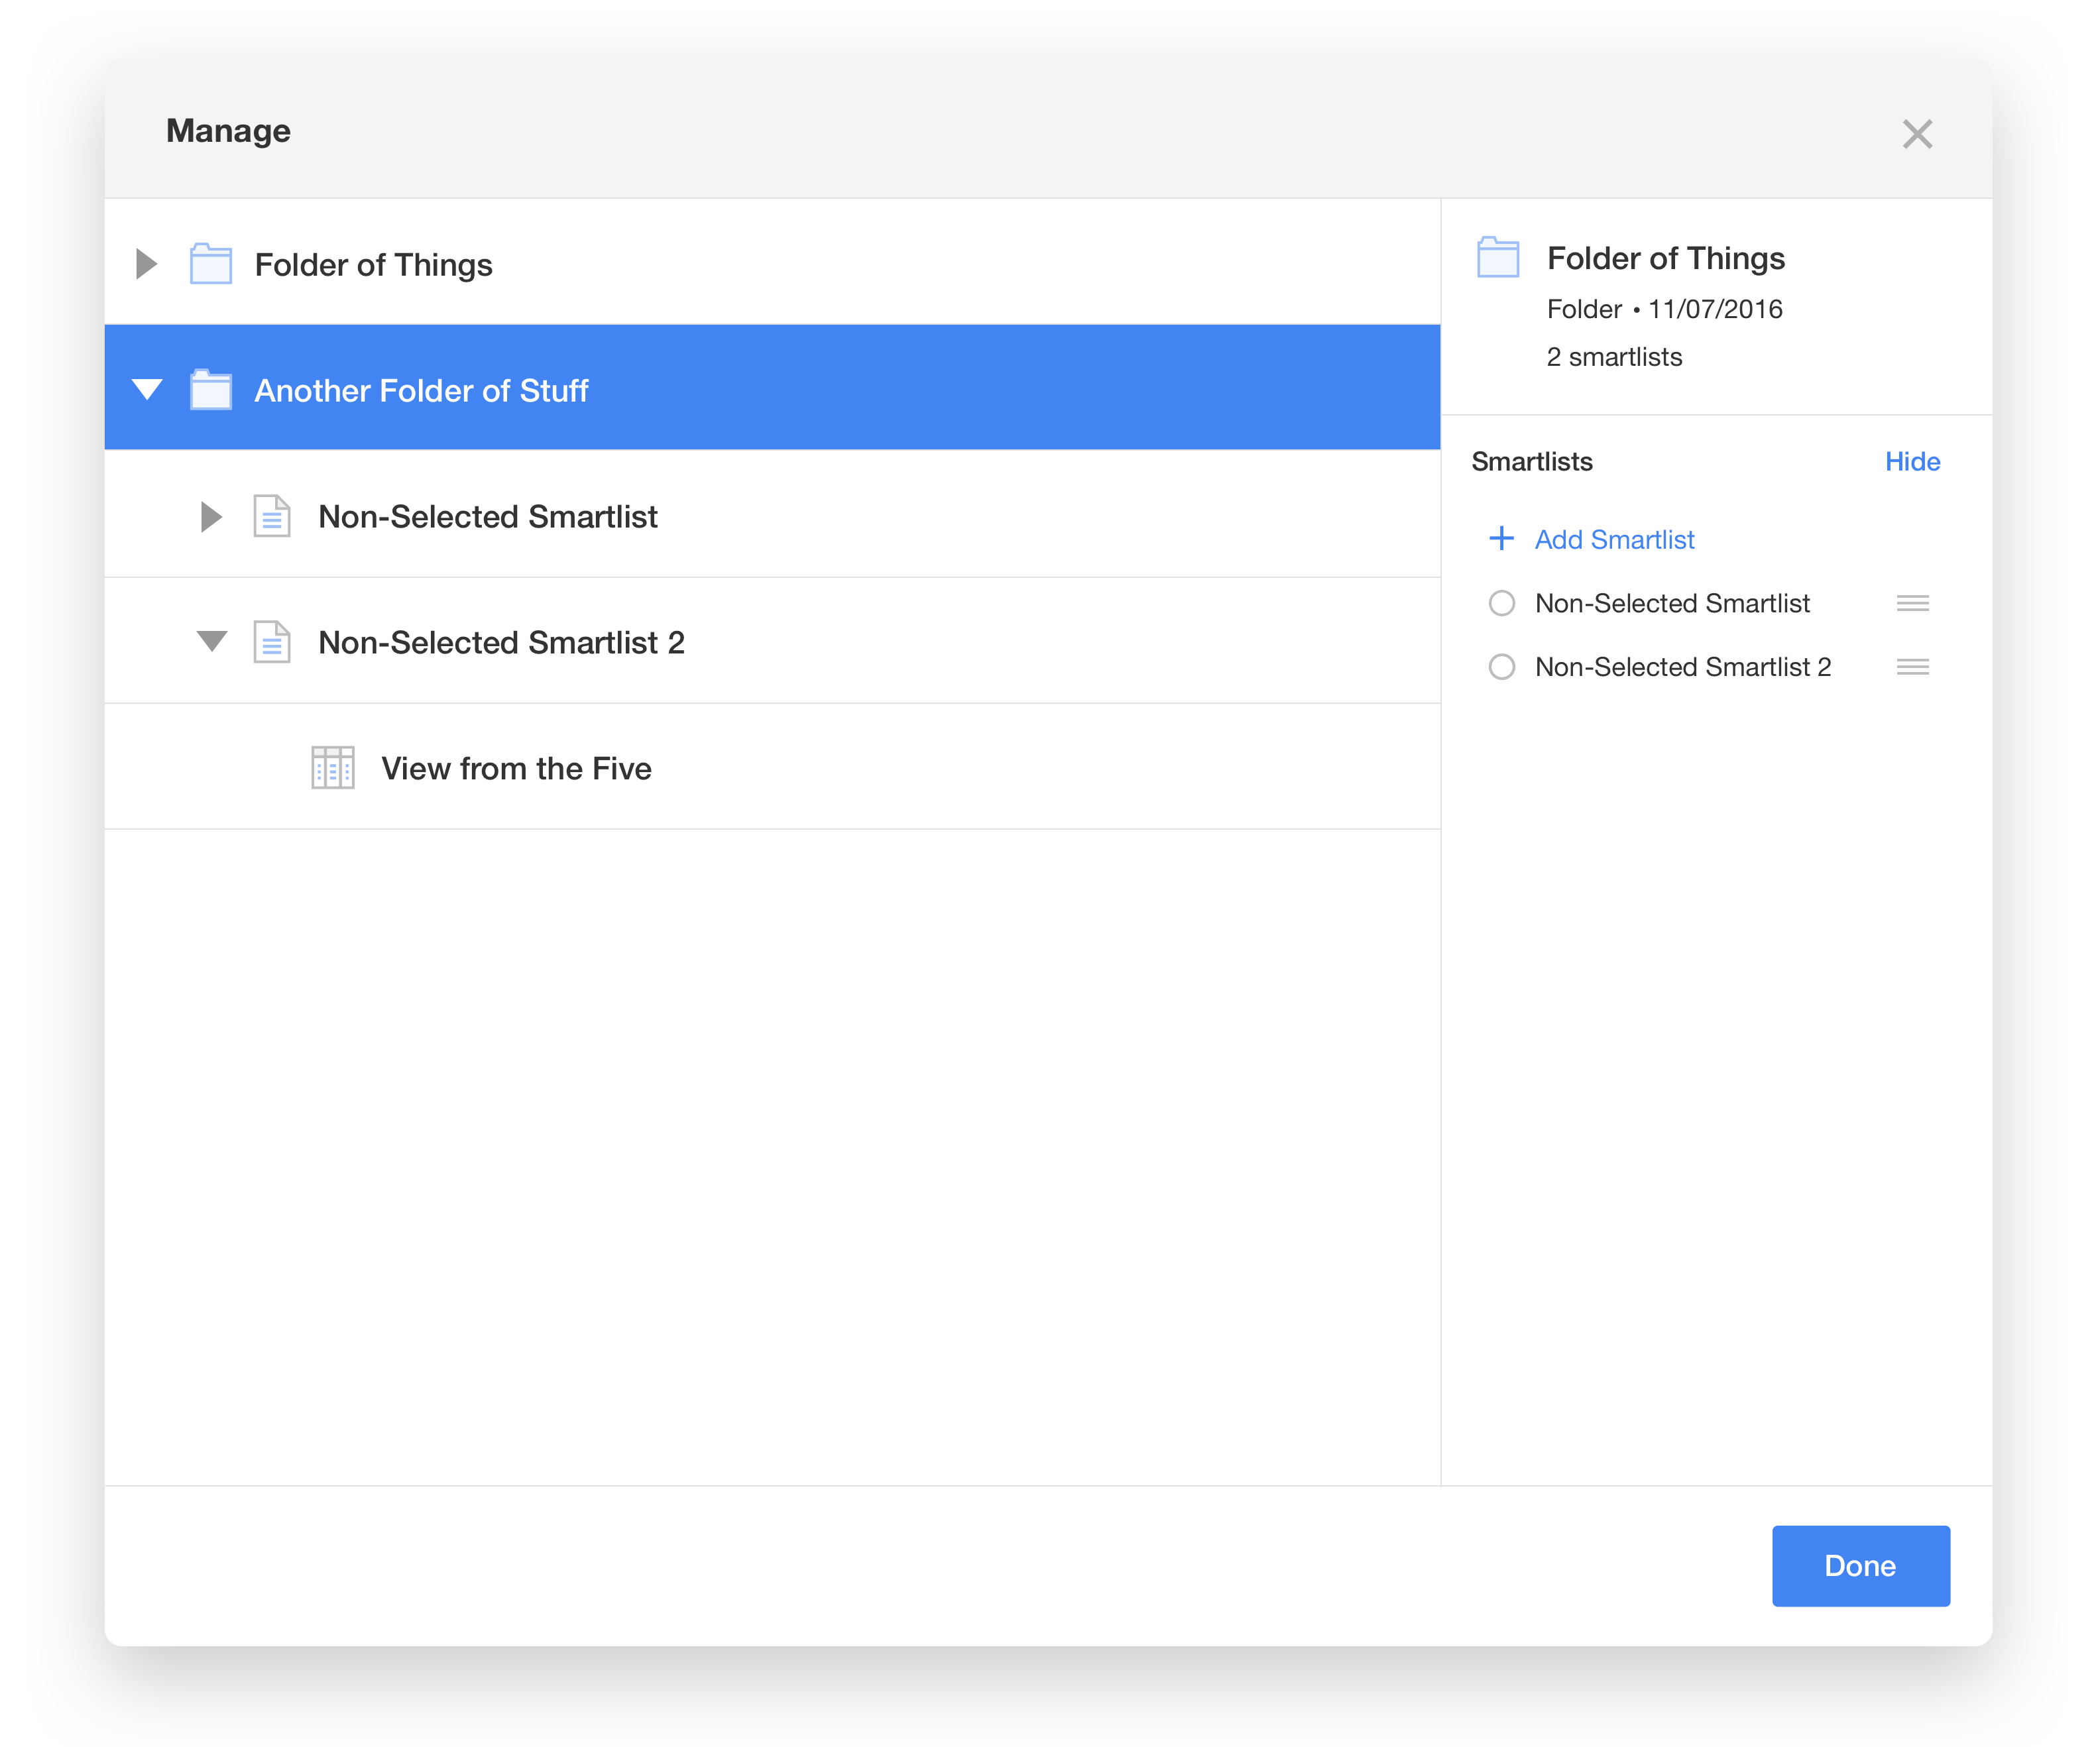 Manage
Folder of Things
Another Folder of Stuff
Non-Selected Smartlist
Non-Selected Smartlist 2
View from the Five
Folder of Things
Folder • 11/07/2016
2 smartlists
Smartlists
Hide
Add Smartlist
Non-Selected Smartlist
Non-Selected Smartlist 2
Done